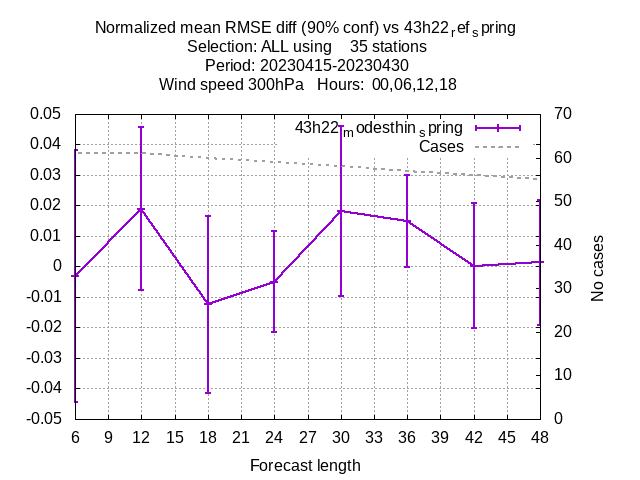 Normalized mean RMSE diff (90% conf) vs 43h22refspring
Selection: ALL using 35 stations
Period: 20230415-20230430
Wind speed 300hPa Hours: 00,06,12,18
43h22modesthinspring
Cases
0.05
0.04
0.03
0.02
0.01
0
-0.01
-0.02
-0.03
-0.04
-0.05
70
60
50
40
30
20
10
0
No cases
6 9 12 15 18 21 24 27 30 33 36 39 42 45 48
Forecast length